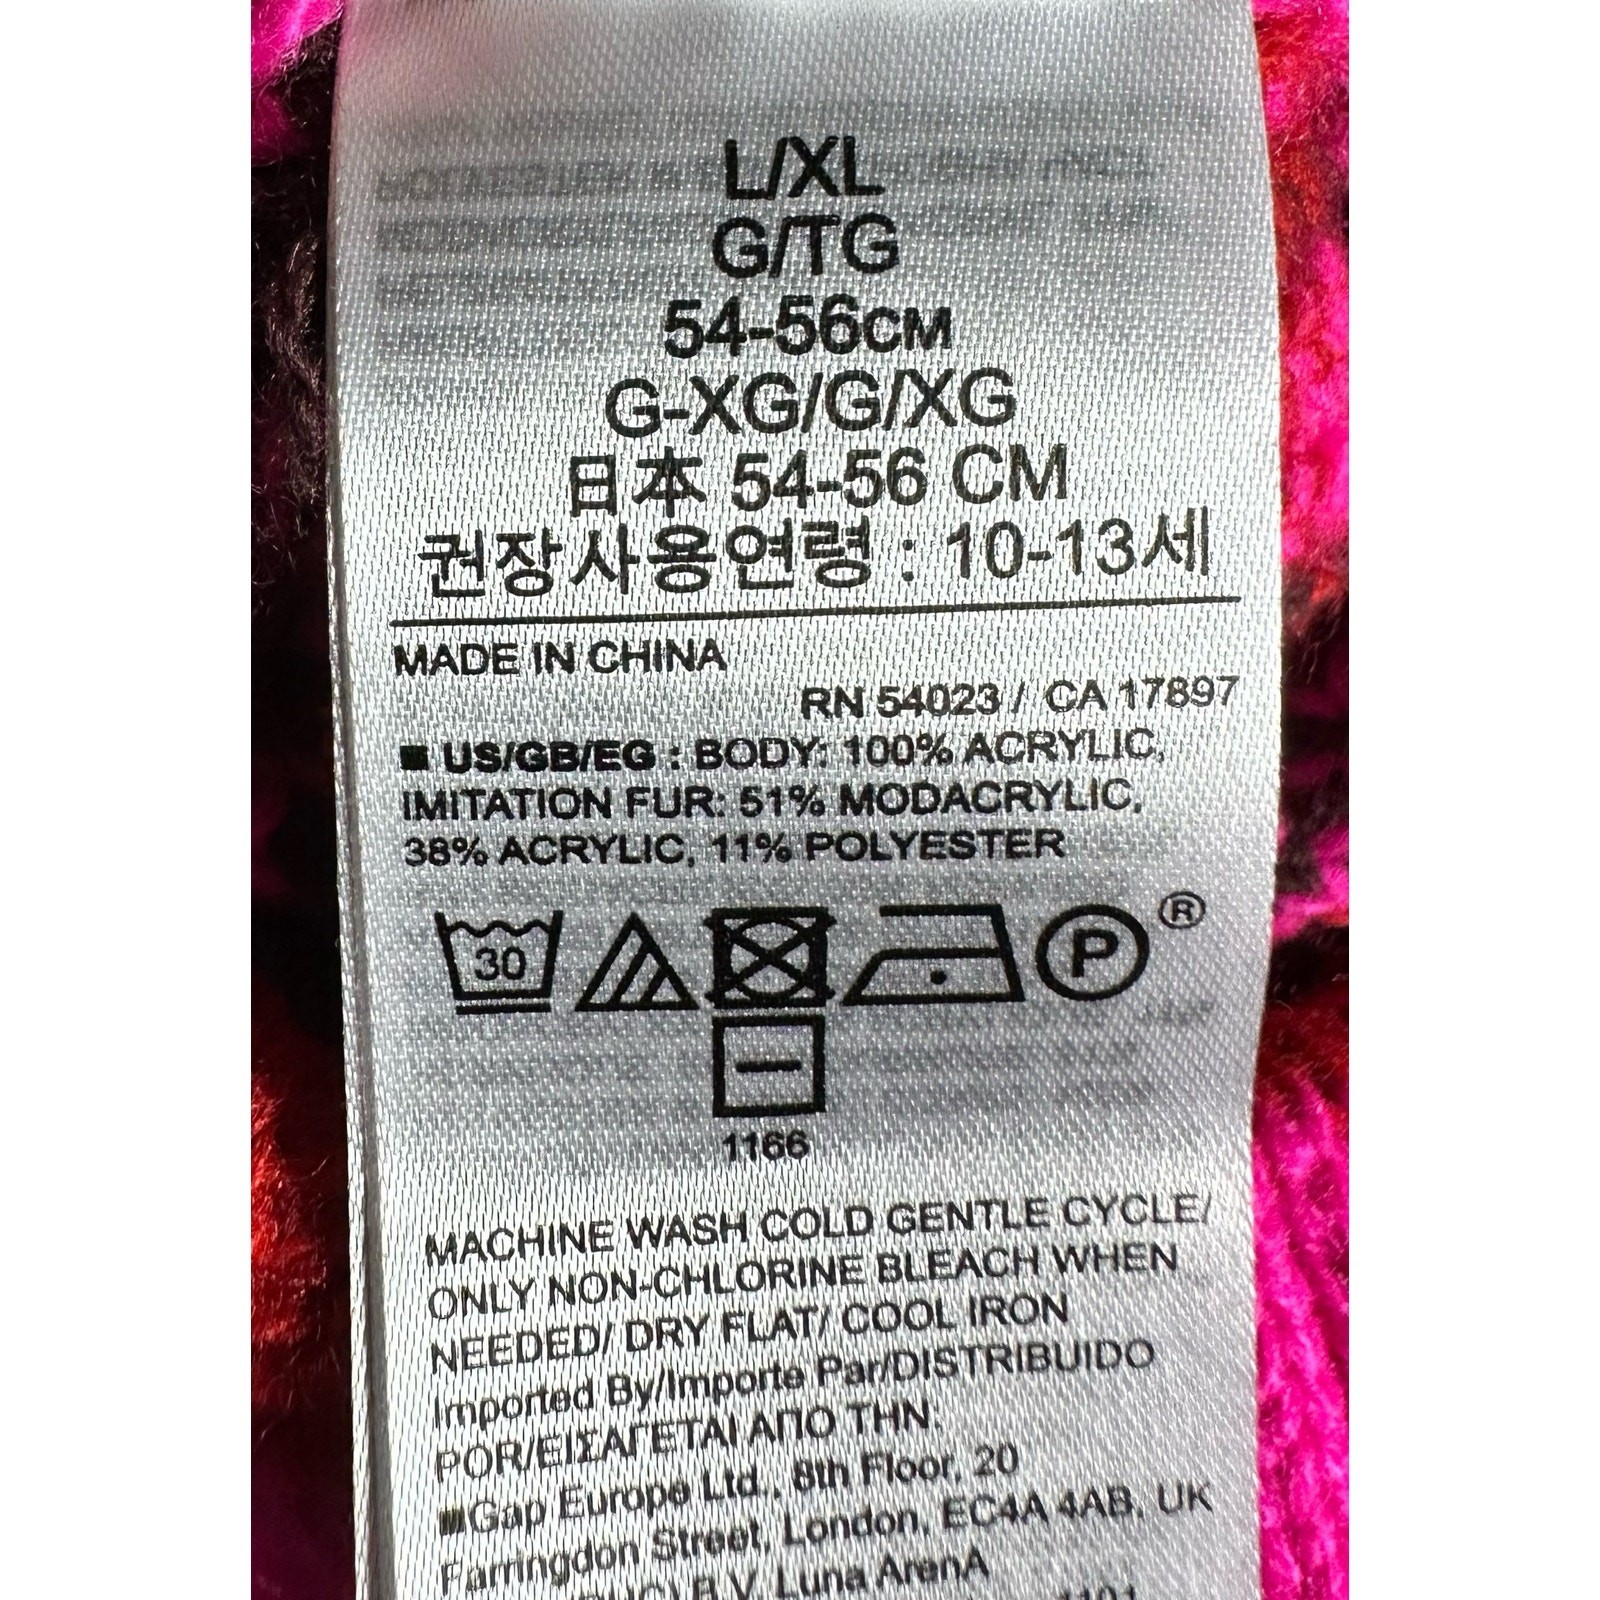 L/XL
G/TG
54-56CM
G-XG/G/XG
日本 54-56 CM
권장사용연령 : 10-13세
MADE IN CHINA
RN 54023 / CA 17897
■ US/GB/EG : BODY: 100% ACRYLIC,
IMITATION FUR: 51% MODACRYLIC,
38% ACRYLIC, 11% POLYESTER
30
P ®
1166
MACHINE WASH COLD GENTLE CYCLE/
ONLY NON-CHLORINE BLEACH WHEN
NEEDED/ DRY FLAT/ COOL IRON
Imported By/Importe Par/DISTRIBUIDO
POR/ΕΙΣΑΓΕΤΑΙ ΑΠΟ ΤΗΝ:
■Gap Europe Ltd., 8th Floor, 20
Farringdon Street, London, EC4A 4AB, UK
B.V. Luna ArenA
1101